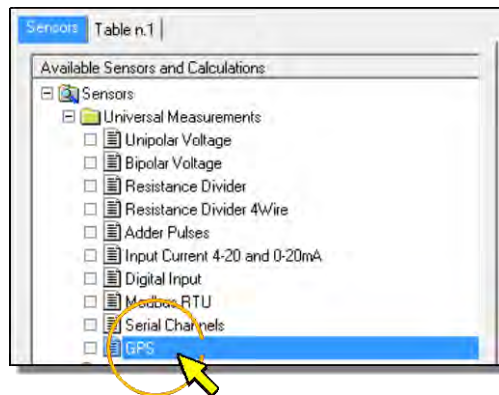 Sensors Table n.1
Available Sensors and Calculations
Sensors
Universal Measurements
Unipolar Voltage
Bipolar Voltage
Resistance Divider
Resistance Divider 4Wire
Adder Pulses
Input Current 4-20 and 0-20mA
Digital Input
Modbus RTU
Serial Channels
GPS